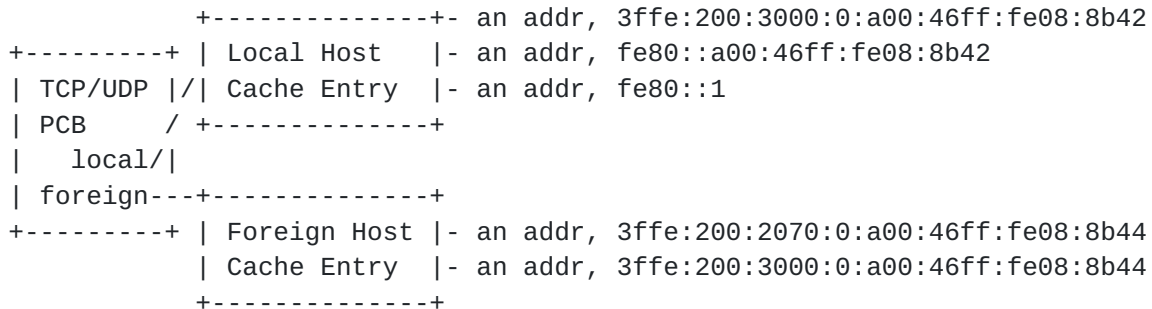 +--------------+- an addr, 3ffe:200:3000:0:a00:46ff:fe08:8b42
+---------+ | Local Host   |- an addr, fe80::a00:46ff:fe08:8b42
| TCP/UDP |/| Cache Entry  |- an addr, fe80::1
| PCB     / +--------------+
|   local/|
| foreign---+--------------+
+---------+ | Foreign Host |- an addr, 3ffe:200:2070:0:a00:46ff:fe08:8b44
            | Cache Entry  |- an addr, 3ffe:200:3000:0:a00:46ff:fe08:8b44
            +--------------+